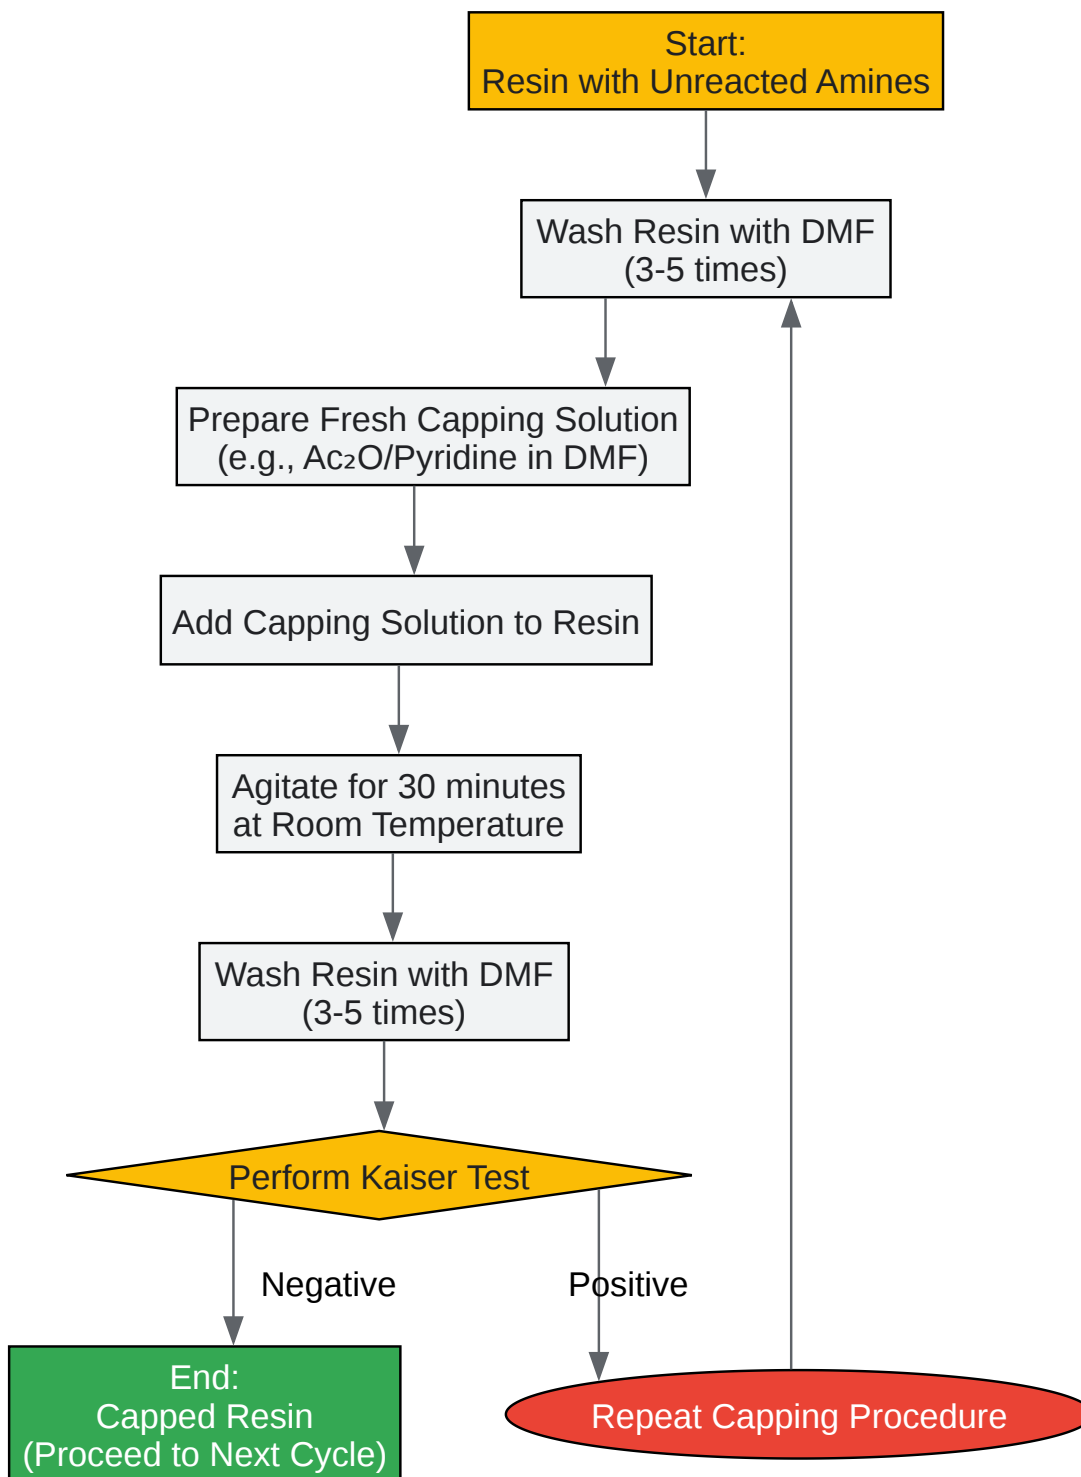 Start:
Resin with Unreacted Amines
Wash Resin with DMF
(3-5 times)
Prepare Fresh Capping Solution
(e.g., Ac₂O/Pyridine in DMF)
Add Capping Solution to Resin
Agitate for 30 minutes
at Room Temperature
Wash Resin with DMF
(3-5 times)
Perform Kaiser Test
Negative
Positive
End:
Capped Resin
(Proceed to Next Cycle)
Repeat Capping Procedure